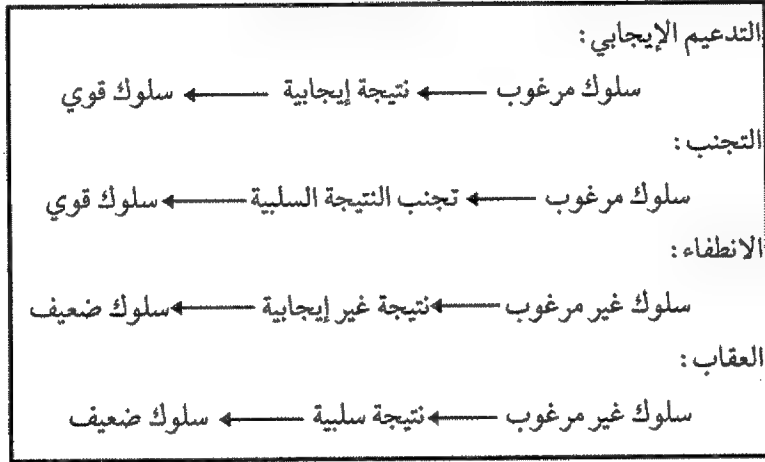 التدعيم الإيجابي:
سلوك مرغوب ← نتيجة إيجابية ← سلوك قوي
التجنب:
سلوك مرغوب ← تجنب النتيجة السلبية ← سلوك قوي
الانطفاء:
سلوك غير مرغوب ← نتيجة غير إيجابية ← سلوك ضعيف
العقاب:
سلوك غير مرغوب ← نتيجة سلبية ← سلوك ضعيف